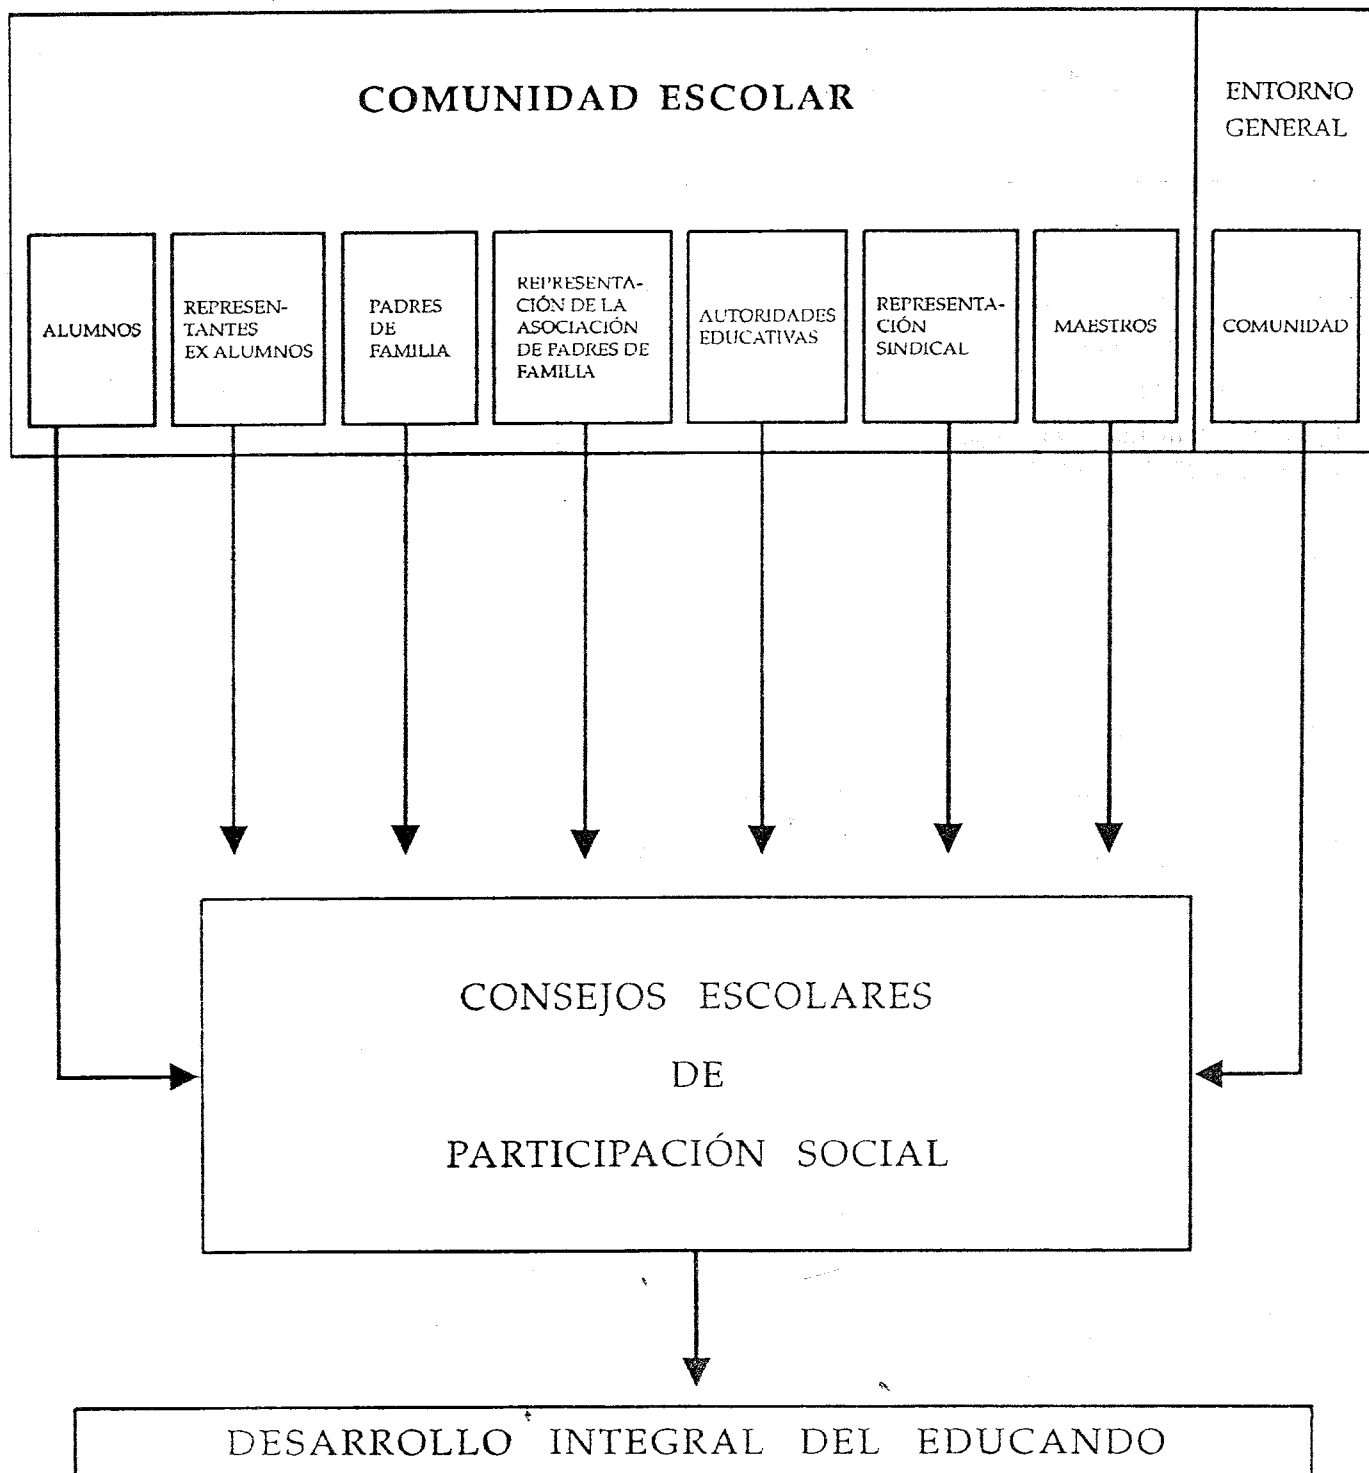 COMUNIDAD ESCOLAR
ENTORNO
GENERAL
ALUMNOS
REPRESEN-
TANTES
EX ALUMNOS
PADRES
DE
FAMILIA
REPRESENTA-
CIÓN DE LA
ASOCIACIÓN
DE PADRES DE
FAMILIA
AUTORIDADES
EDUCATIVAS
REPRESENTA-
CIÓN
SINDICAL
MAESTROS
COMUNIDAD
CONSEJOS ESCOLARES
DE
PARTICIPACIÓN SOCIAL
DESARROLLO INTEGRAL DEL EDUCANDO